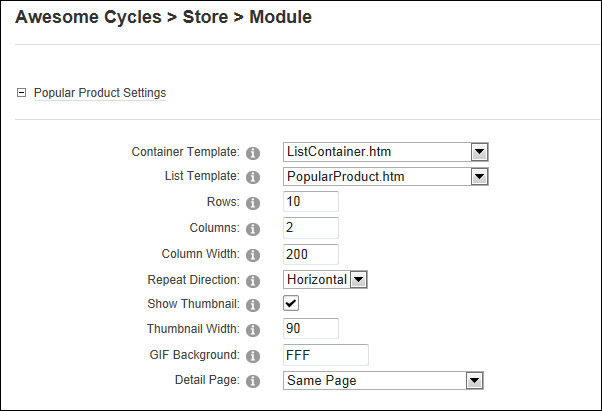 Awesome Cycles > Store > Module
Popular Product Settings
Container Template: ListContainer.htm
List Template: PopularProduct.htm
Rows: 10
Columns: 2
Column Width: 200
Repeat Direction: Horizontal
Show Thumbnail:
Thumbnail Width: 90
GIF Background: FFF
Detail Page: Same Page